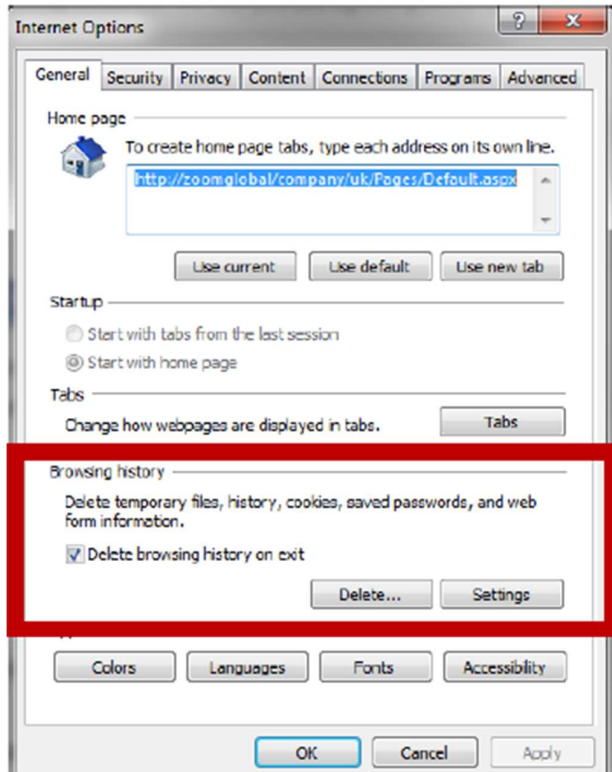 Internet Options
General Security Privacy Content Connections Programs Advanced
Home page
To create home page tabs, type each address on its own line.
http://zoomglobal/company/uk/Pages/Default.aspx
Use current Use default Use new tab
Startup
Start with tabs from the last session
Start with home page
Tabs
Change how webpages are displayed in tabs. Tabs
Browsing history
Delete temporary files, history, cookies, saved passwords, and web
form information.
Delete browsing history on exit
Delete... Settings
Colors Languages Fonts Accessibility
OK Cancel Apply